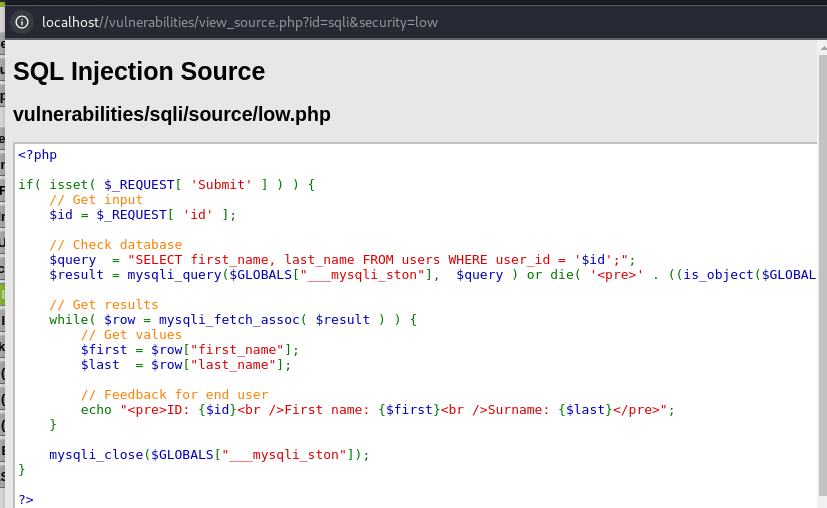 localhost//vulnerabilities/view_source.php?id=sqli&security=low
SQL Injection Source
vulnerabilities/sqli/source/low.php
<?php
if( isset( $_REQUEST[ 'Submit' ] ) ) {
    // Get input
    $id = $_REQUEST[ 'id' ];
    // Check database
    $query  = "SELECT first_name, last_name FROM users WHERE user_id = '$id';";
    $result = mysqli_query($GLOBALS["___mysqli_ston"],  $query ) or die( '<pre>' . ((is_object($GLOBAL
    // Get results
    while( $row = mysqli_fetch_assoc( $result ) ) {
        // Get values
        $first = $row["first_name"];
        $last  = $row["last_name"];
        // Feedback for end user
        echo "<pre>ID: {$id}<br />First name: {$first}<br />Surname: {$last}</pre>";
    }
    mysqli_close($GLOBALS["___mysqli_ston"]);
}
?>